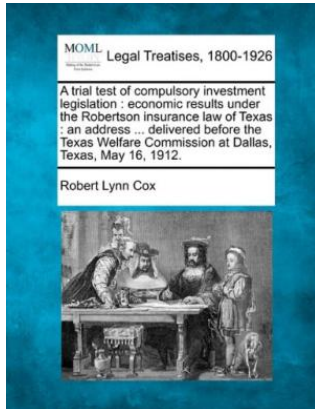 MOML
Legal Treatises, 1800-1926
A trial test of compulsory investment
legislation : economic results under
the Robertson insurance law of Texas
: an address ... delivered before the
Texas Welfare Commission at Dallas,
Texas, May 16, 1912.
Robert Lynn Cox